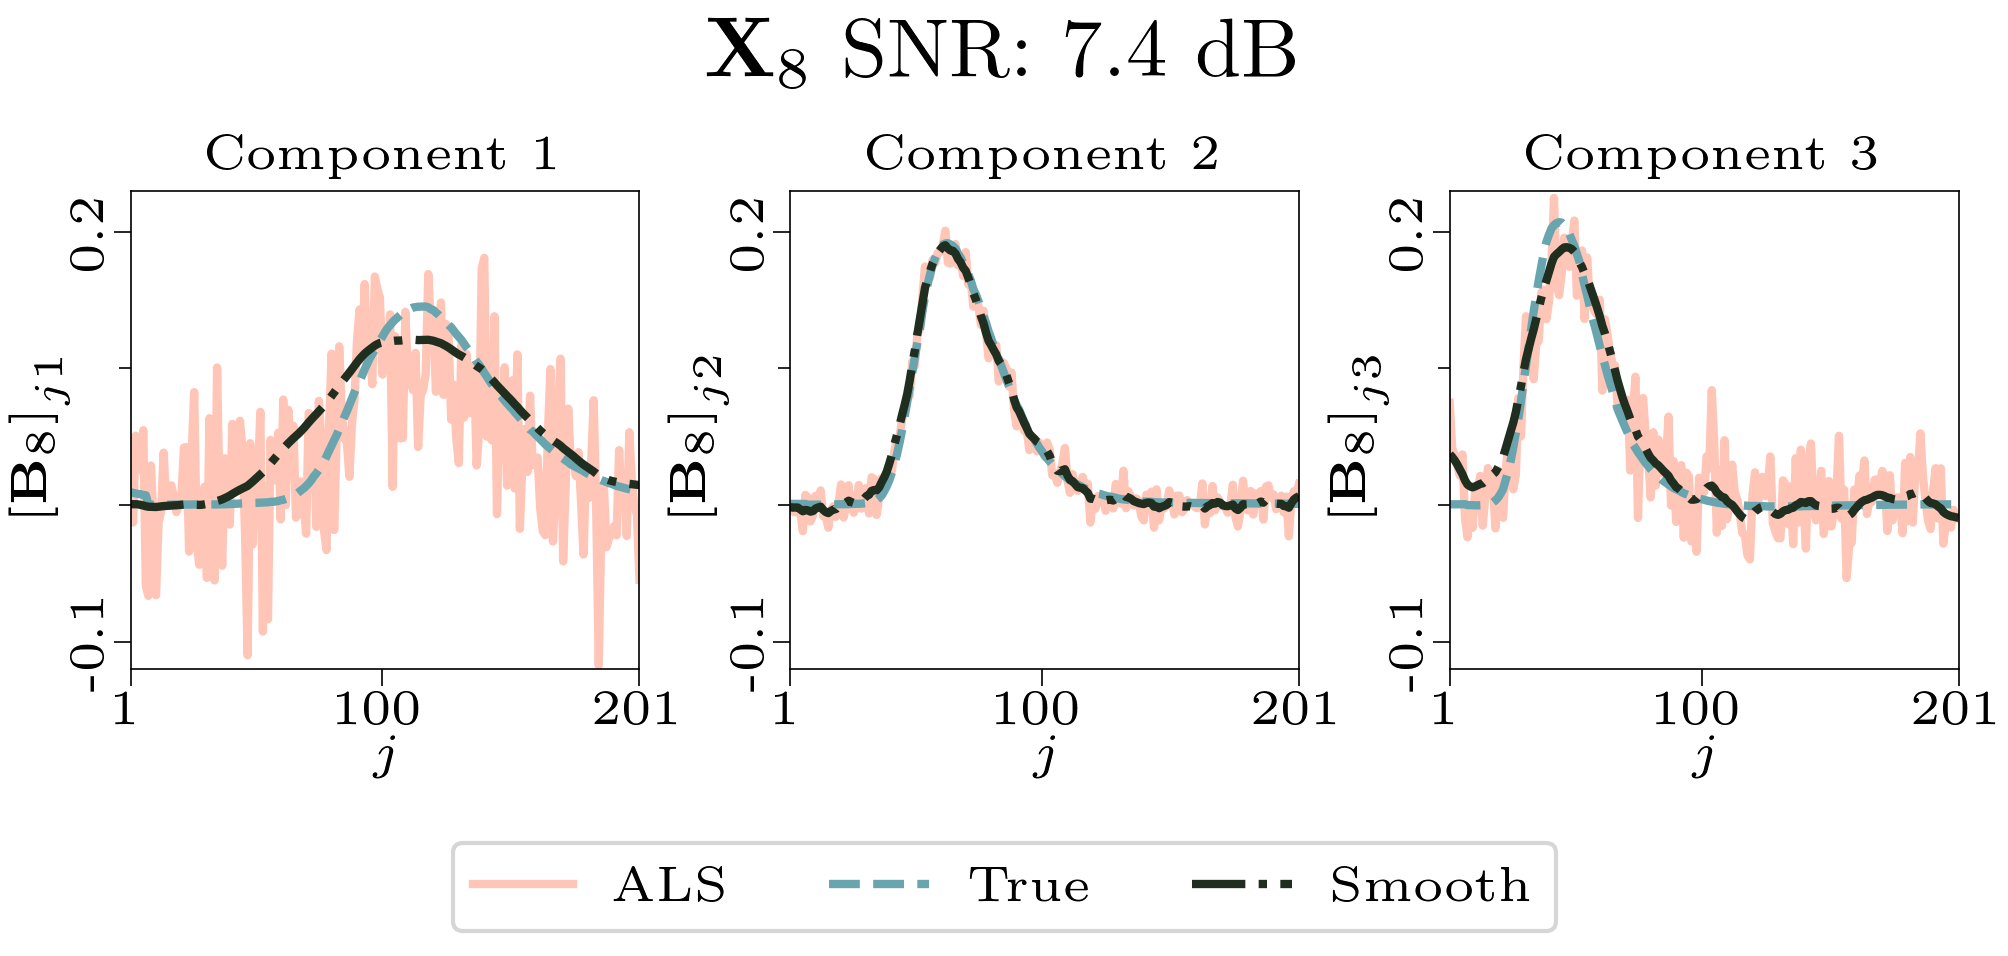 X₈ SNR: 7.4 dB
Component 1
Component 2
Component 3
[B₈]ⱼ₁
0.2
-0.1
1
100
201
j
[B₈]ⱼ₂
0.2
-0.1
1
100
201
j
[B₈]ⱼ₃
0.2
-0.1
1
100
201
j
ALS
True
Smooth